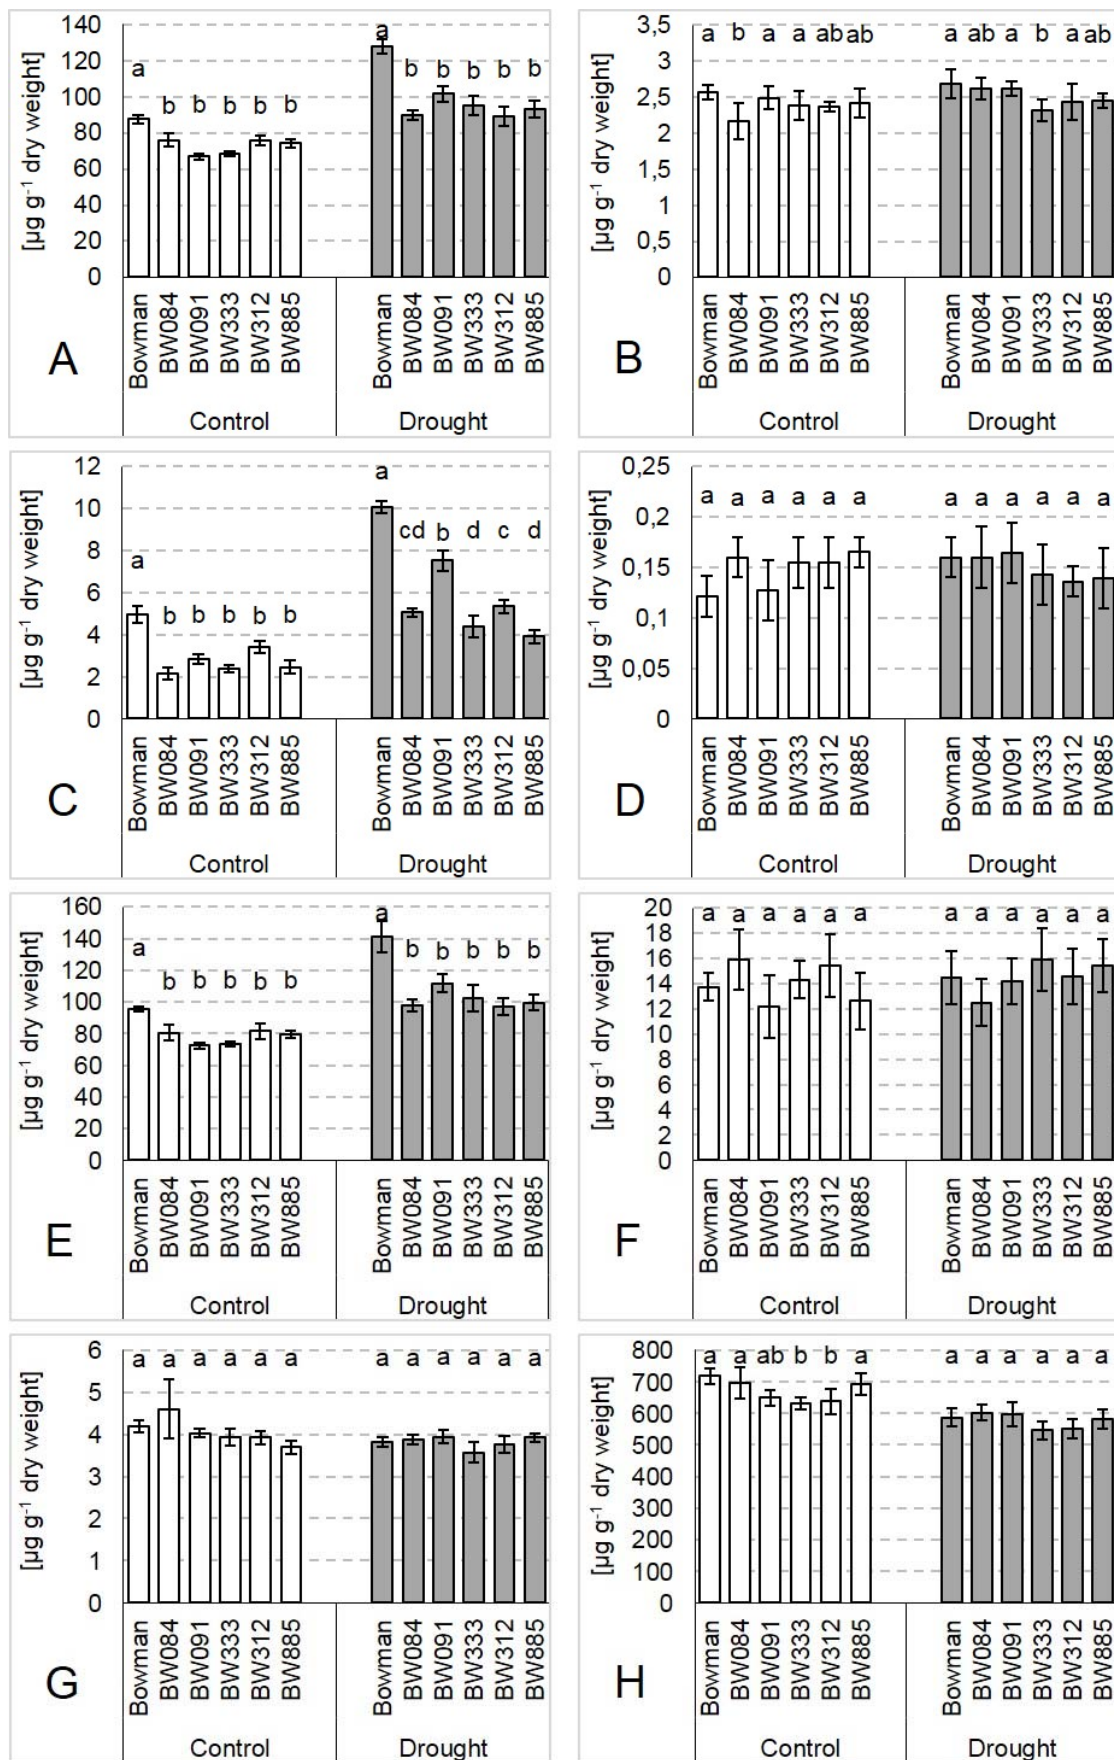 140
120
100
80
60
40
20
0
[µg g⁻¹ dry weight]
a b b b b b
a b b b b b
Bowman BW084 BW091 BW333 BW312 BW885
Bowman BW084 BW091 BW333 BW312 BW885
Control Drought
A
3,5
3
2,5
2
1,5
1
0,5
0
[µg g⁻¹ dry weight]
a b a a ab ab
a ab a b a ab
Bowman BW084 BW091 BW333 BW312 BW885
Bowman BW084 BW091 BW333 BW312 BW885
Control Drought
B
12
10
8
6
4
2
0
[µg g⁻¹ dry weight]
a b b b b b
a cd b d c d
Bowman BW084 BW091 BW333 BW312 BW885
Bowman BW084 BW091 BW333 BW312 BW885
Control Drought
C
0,25
0,2
0,15
0,1
0,05
0
[µg g⁻¹ dry weight]
a a a a a a
a a a a a a
Bowman BW084 BW091 BW333 BW312 BW885
Bowman BW084 BW091 BW333 BW312 BW885
Control Drought
D
160
140
120
100
80
60
40
20
0
[µg g⁻¹ dry weight]
a b b b b b
a b b b b b
Bowman BW084 BW091 BW333 BW312 BW885
Bowman BW084 BW091 BW333 BW312 BW885
Control Drought
E
20
18
16
14
12
10
8
6
4
2
0
[µg g⁻¹ dry weight]
a a a a a a
a a a a a a
Bowman BW084 BW091 BW333 BW312 BW885
Bowman BW084 BW091 BW333 BW312 BW885
Control Drought
F
6
5
4
3
2
1
0
[µg g⁻¹ dry weight]
a a a a a a
a a a a a a
Bowman BW084 BW091 BW333 BW312 BW885
Bowman BW084 BW091 BW333 BW312 BW885
Control Drought
G
800
700
600
500
400
300
200
100
0
[µg g⁻¹ dry weight]
a a ab b b a
a a a a a a
Bowman BW084 BW091 BW333 BW312 BW885
Bowman BW084 BW091 BW333 BW312 BW885
Control Drought
H